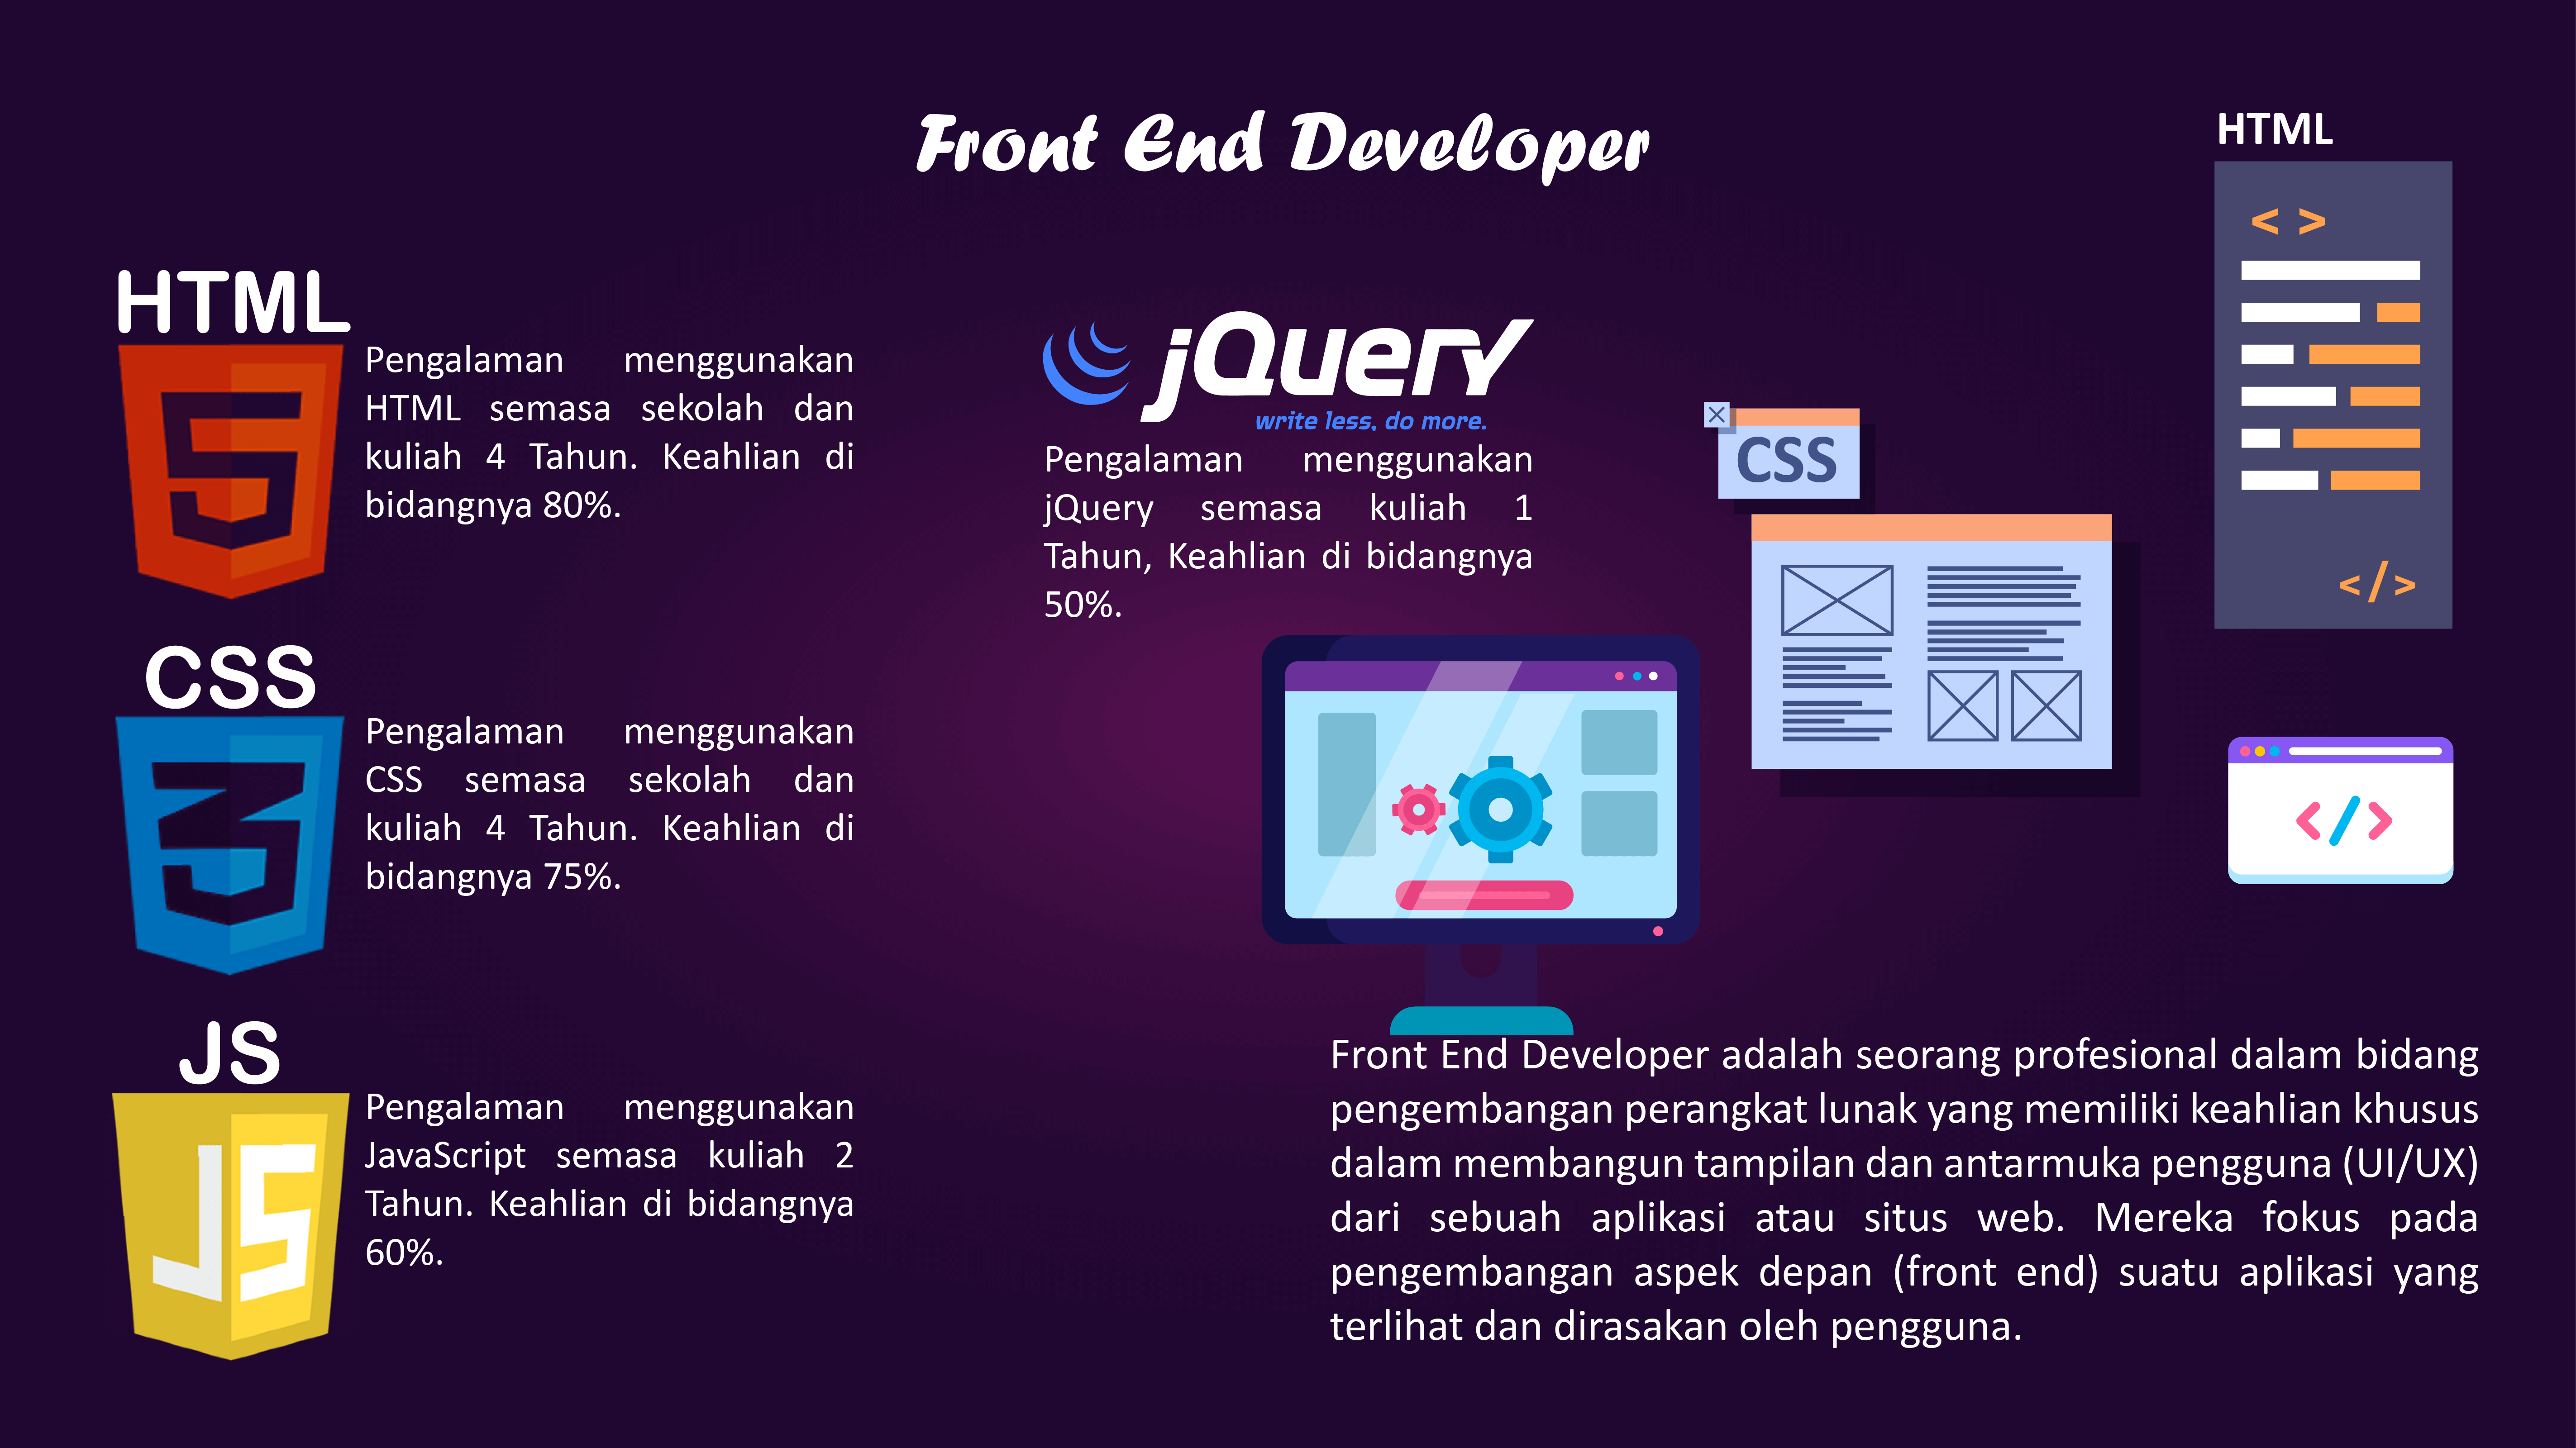 Front End Developer
HTML
Pengalaman menggunakan
HTML semasa sekolah dan
kuliah 4 Tahun. Keahlian di
bidangnya 80%.
CSS
Pengalaman menggunakan
CSS semasa sekolah dan
kuliah 4 Tahun. Keahlian di
bidangnya 75%.
JS
JS
Pengalaman menggunakan
JavaScript semasa kuliah 2
Tahun. Keahlian di bidangnya
60%.
jQuery
write less, do more.
Pengalaman menggunakan
jQuery semasa kuliah 1
Tahun, Keahlian di bidangnya
50%.
CSS
HTML
< >
</>
</>
Front End Developer adalah seorang profesional dalam bidang
pengembangan perangkat lunak yang memiliki keahlian khusus
dalam membangun tampilan dan antarmuka pengguna (UI/UX)
dari sebuah aplikasi atau situs web. Mereka fokus pada
pengembangan aspek depan (front end) suatu aplikasi yang
terlihat dan dirasakan oleh pengguna.